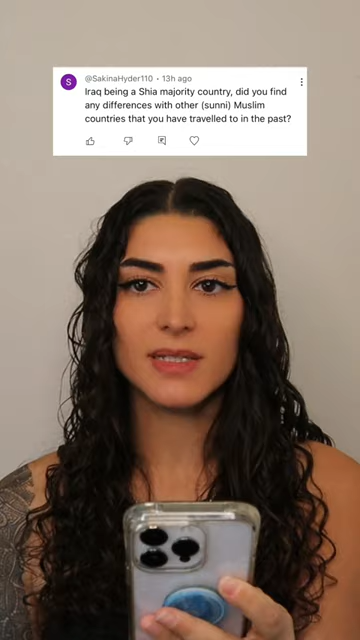 S
@SakinaHyder110 • 13h ago
Iraq being a Shia majority country, did you find
any differences with other (sunni) Muslim
countries that you have travelled to in the past?